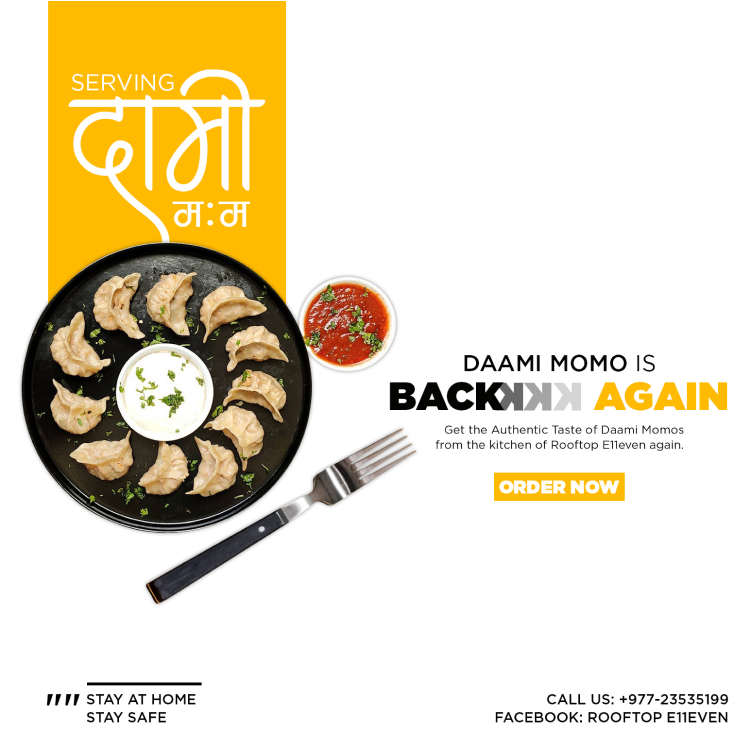 SERVING
दामी
म:म
DAAMI MOMO IS
BACKKKK AGAIN
Get the Authentic Taste of Daami Momos
from the kitchen of Rooftop E11even again.
ORDER NOW
STAY AT HOME
STAY SAFE
CALL US: +977-23535199
FACEBOOK: ROOFTOP E11EVEN